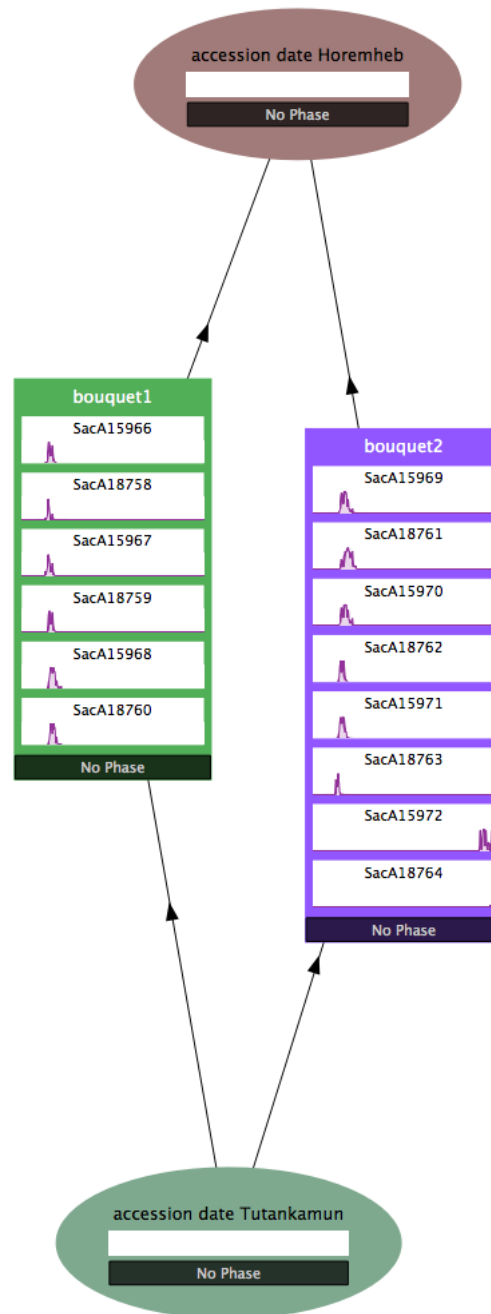 accession date Horemheb
No Phase
bouquet1
SacA15966
SacA18758
SacA15967
SacA18759
SacA15968
SacA18760
No Phase
bouquet2
SacA15969
SacA18761
SacA15970
SacA18762
SacA15971
SacA18763
SacA15972
SacA18764
No Phase
accession date Tutankamun
No Phase